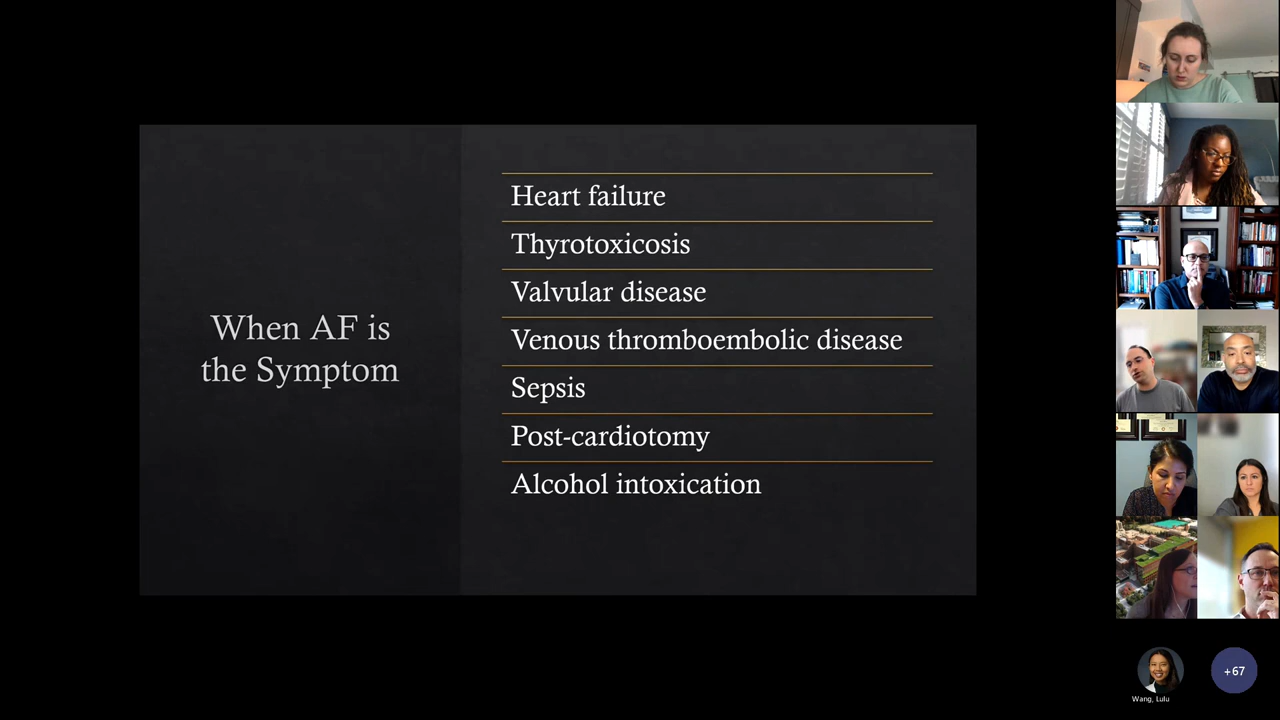 When AF is
the Symptom
Heart failure
Thyrotoxicosis
Valvular disease
Venous thromboembolic disease
Sepsis
Post-cardiotomy
Alcohol intoxication
Wang, Lulu
+67